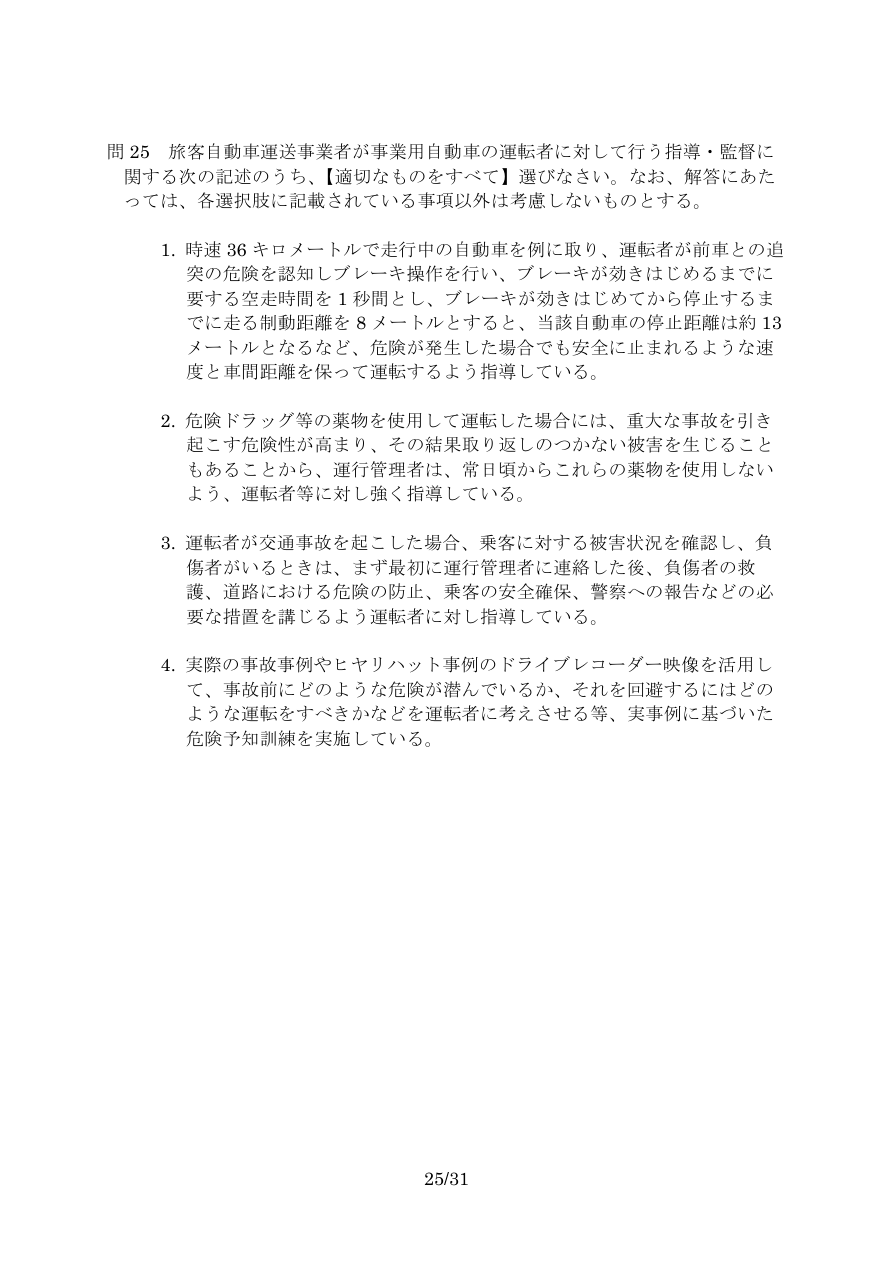 問 25　旅客自動車運送事業者が事業用自動車の運転者に対して行う指導・監督に
関する次の記述のうち、【適切なものをすべて】選びなさい。なお、解答にあた
っては、各選択肢に記載されている事項以外は考慮しないものとする。
1. 時速 36 キロメートルで走行中の自動車を例に取り、運転者が前車との追
突の危険を認知しブレーキ操作を行い、ブレーキが効きはじめるまでに
要する空走時間を 1 秒間とし、ブレーキが効きはじめてから停止するま
でに走る制動距離を 8 メートルとすると、当該自動車の停止距離は約 13
メートルとなるなど、危険が発生した場合でも安全に止まれるような速
度と車間距離を保って運転するよう指導している。
2. 危険ドラッグ等の薬物を使用して運転した場合には、重大な事故を引き
起こす危険性が高まり、その結果取り返しのつかない被害を生じること
もあることから、運行管理者は、常日頃からこれらの薬物を使用しない
よう、運転者等に対し強く指導している。
3. 運転者が交通事故を起こした場合、乗客に対する被害状況を確認し、負
傷者がいるときは、まず最初に運行管理者に連絡した後、負傷者の救
護、道路における危険の防止、乗客の安全確保、警察への報告などの必
要な措置を講じるよう運転者に対し指導している。
4. 実際の事故事例やヒヤリハット事例のドライブレコーダー映像を活用し
て、事故前にどのような危険が潜んでいるか、それを回避するにはどの
ような運転をすべきかなどを運転者に考えさせる等、実事例に基づいた
危険予知訓練を実施している。
25/31